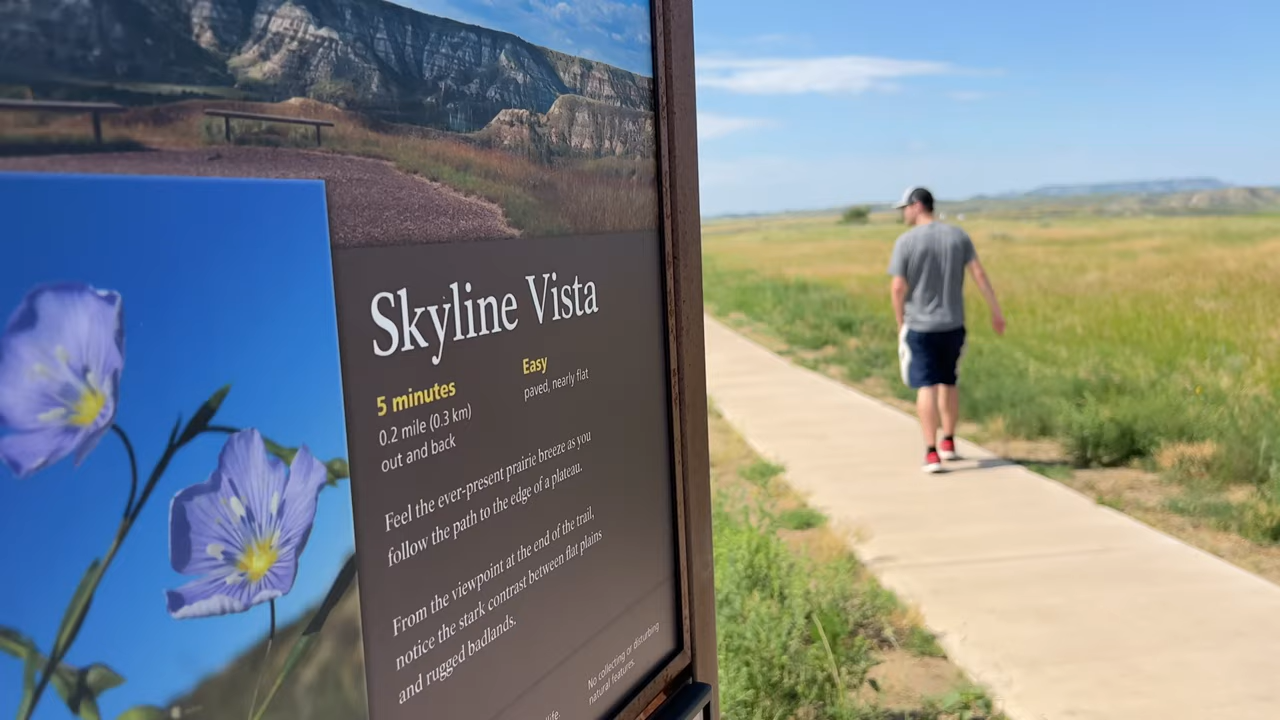 Skyline Vista
5 minutes
0.2 mile (0.3 km)
out and back
Easy
paved, nearly flat
Feel the ever-present prairie breeze as you
follow the path to the edge of a plateau.
From the viewpoint at the end of the trail,
notice the stark contrast between flat plains
and rugged badlands.
No collecting or disturbing
natural features.